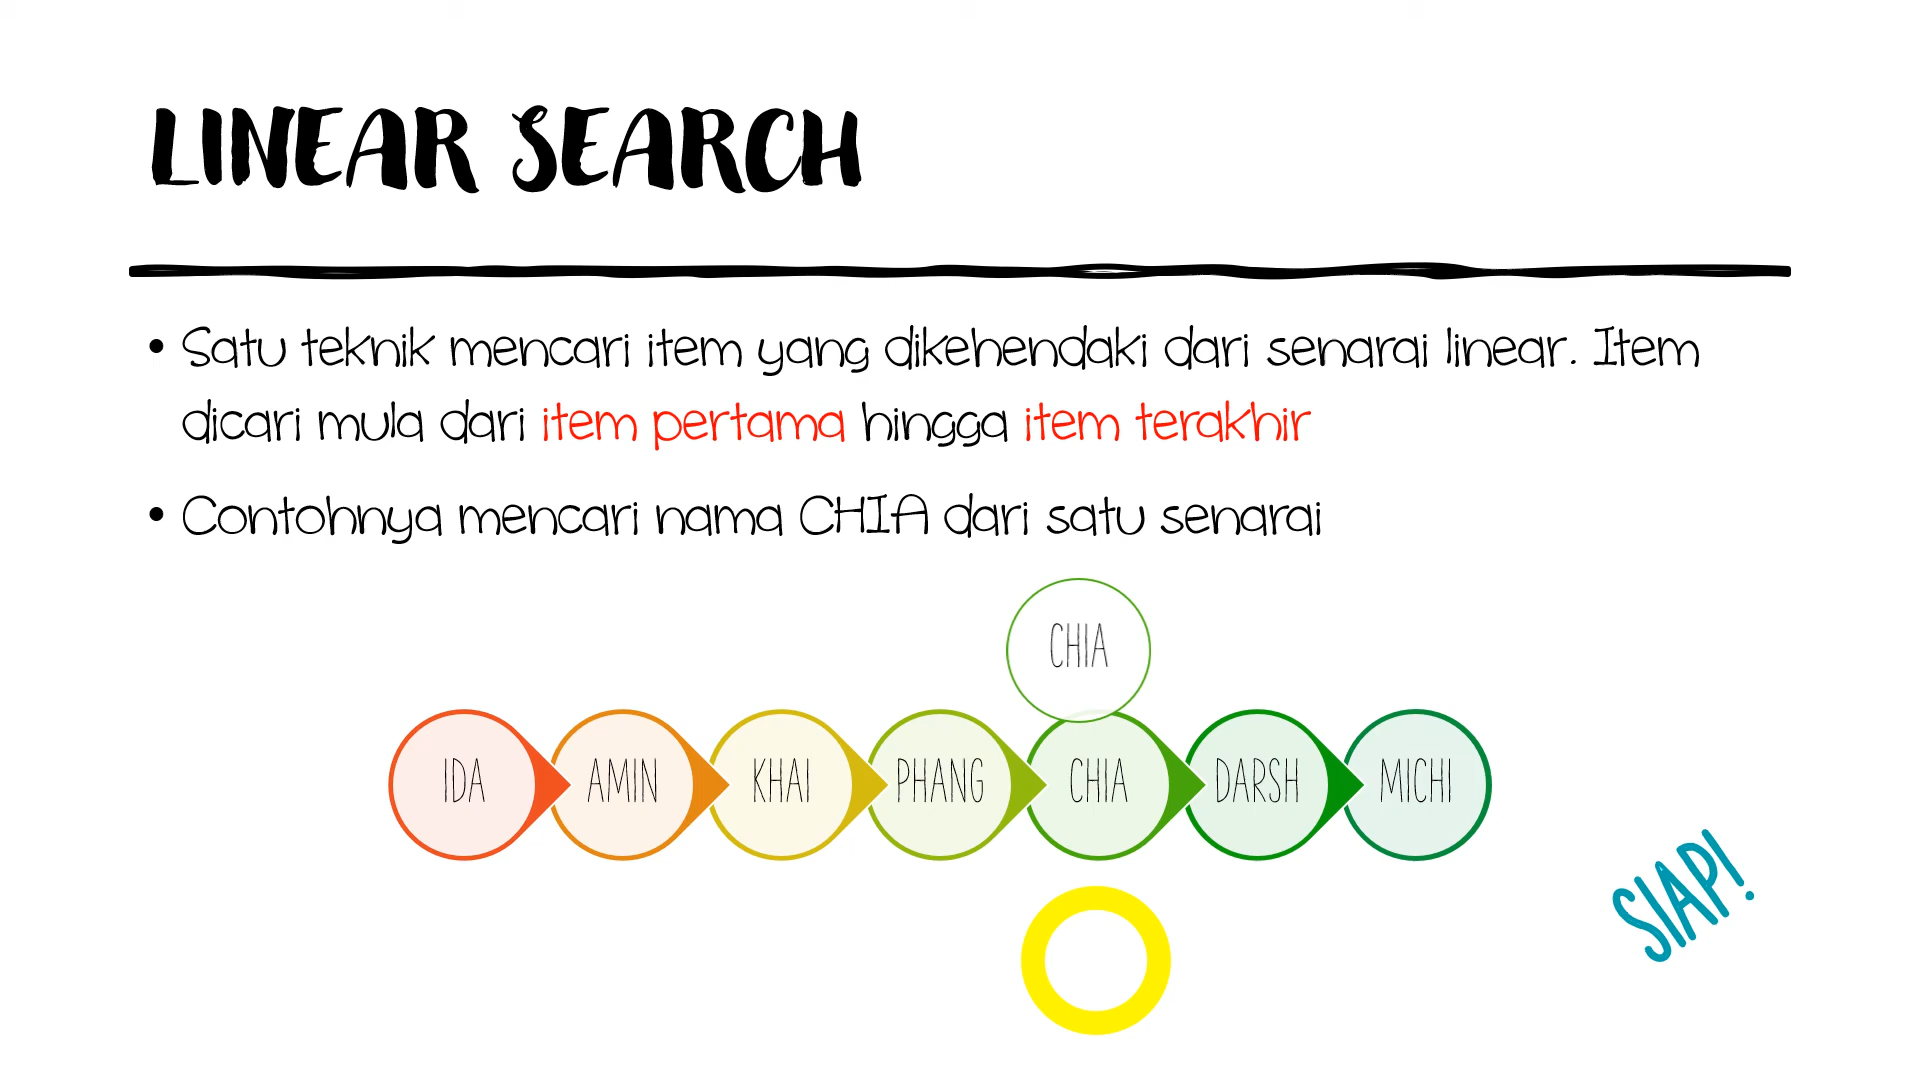 LINEAR SEARCH
• Satu teknik mencari item yang dikehendaki dari senarai linear. Item
dicari mula dari item pertama hingga item terakhir
• Contohnya mencari nama CHIA dari satu senarai
CHIA
IDA AMIN KHAI PHANG CHIA DARSH MICHI
SIAP!